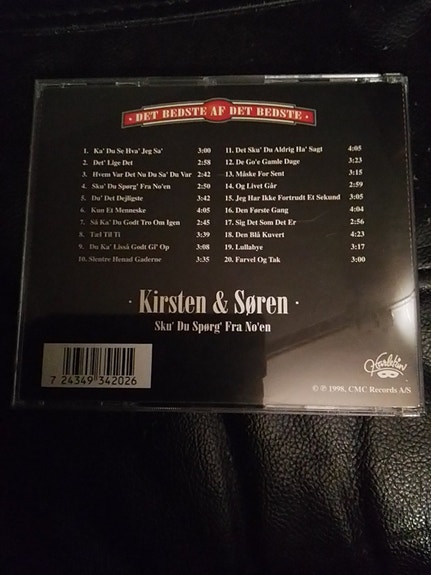 · DET BEDSTE AF DET BEDSTE ·
1. Ka' Du Se Hva' Jeg Sa' 3:00
2. Det' Lige Det 2:58
3. Hvem Var Det Nu Du Sa' Du Var 2:42
4. Sku' Du Spørg' Fra No'en 2:50
5. Du' Det Dejligste 3:42
6. Kun Et Menneske 4:05
7. Så Ka' Du Godt Tro Om Igen 2:45
8. Tæl Til Ti 3:39
9. Du Ka' Lisså Godt Gi' Op 3:08
10. Slentre Henad Gaderne 3:35
11. Det Sku' Du Aldrig Ha' Sagt 4:05
12. De Go'e Gamle Dage 3:23
13. Måske For Sent 3:15
14. Og Livet Går 2:59
15. Jeg Har Ikke Fortrudt Et Sekund 3:05
16. Den Første Gang 4:04
17. Sig Det Som Det Er 2:56
18. Den Blå Kuvert 4:23
19. Lullabye 3:17
20. Farvel Og Tak 3:00
· Kirsten & Søren ·
Sku' Du Spørg' Fra No'en
7 24349 342026
Harlekin
© ℗ 1998, CMC Records A/S